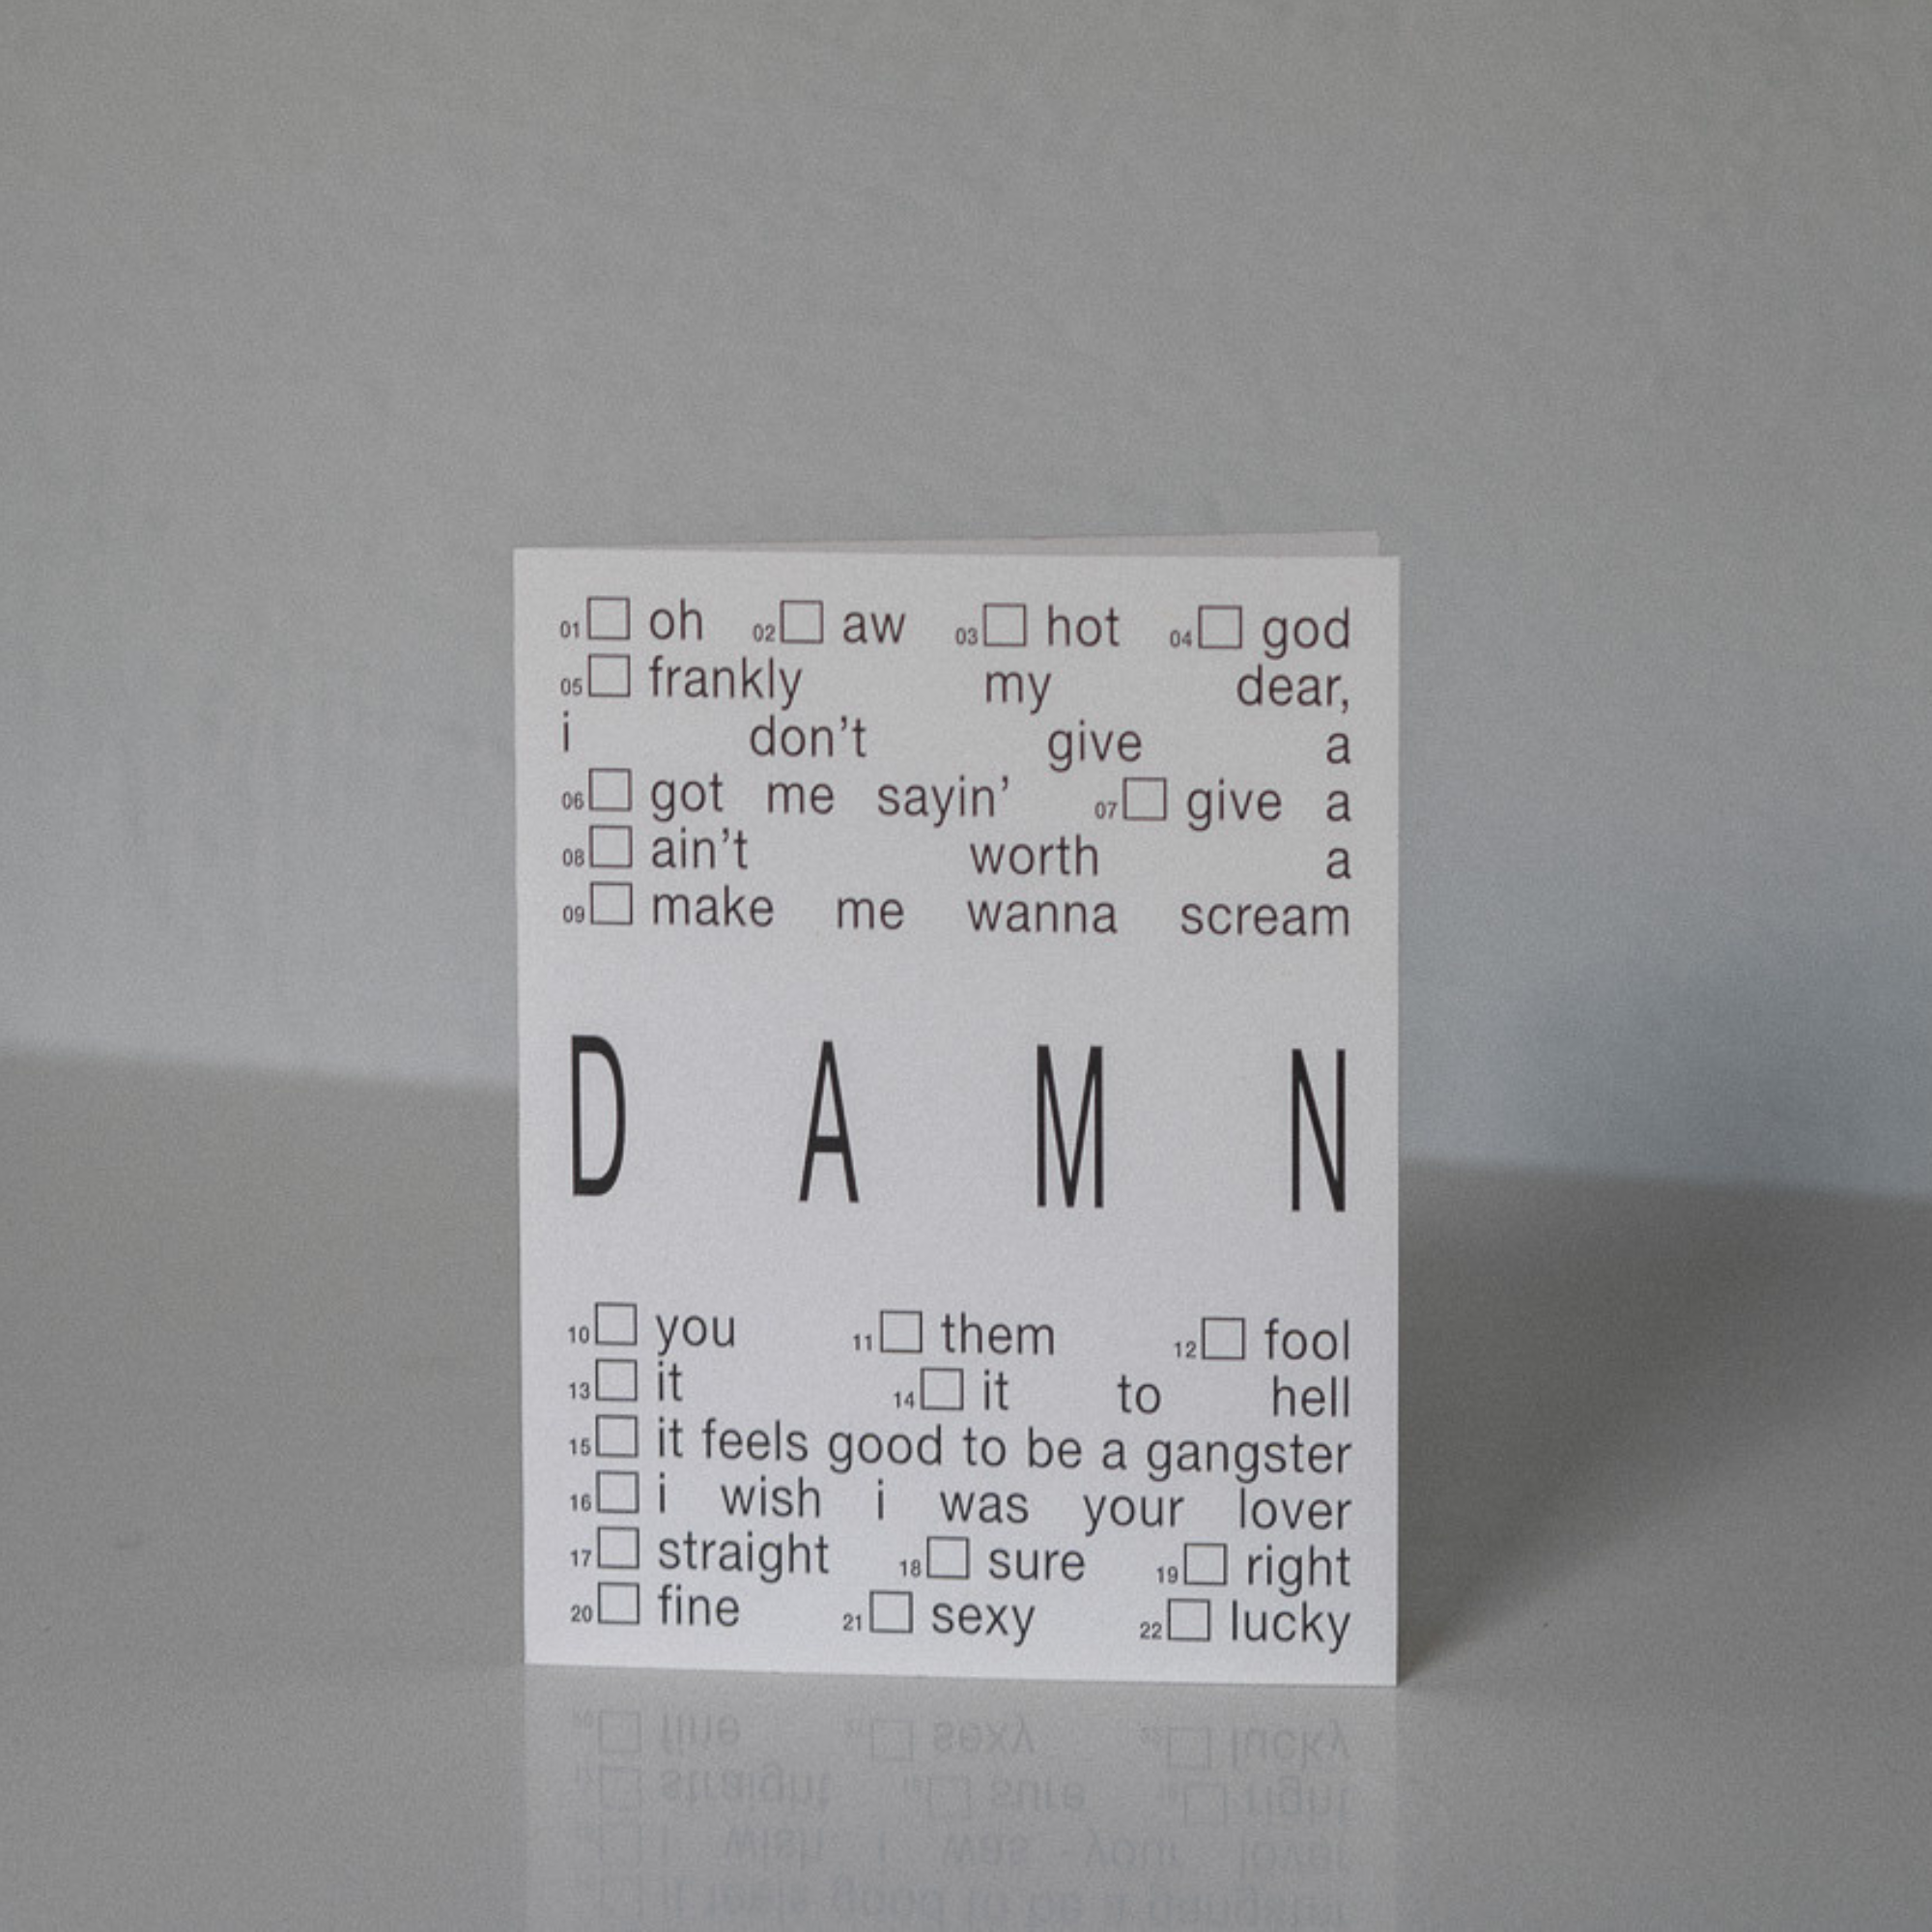 01 ☐ oh 02 ☐ aw 03 ☐ hot 04 ☐ god
05 ☐ frankly my dear,
i don't give a
06 ☐ got me sayin' 07 ☐ give a
08 ☐ ain't worth a
09 ☐ make me wanna scream
DAMN
10 ☐ you 11 ☐ them 12 ☐ fool
13 ☐ it 14 ☐ it to hell
15 ☐ it feels good to be a gangster
16 ☐ i wish i was your lover
17 ☐ straight 18 ☐ sure 19 ☐ right
20 ☐ fine 21 ☐ sexy 22 ☐ lucky